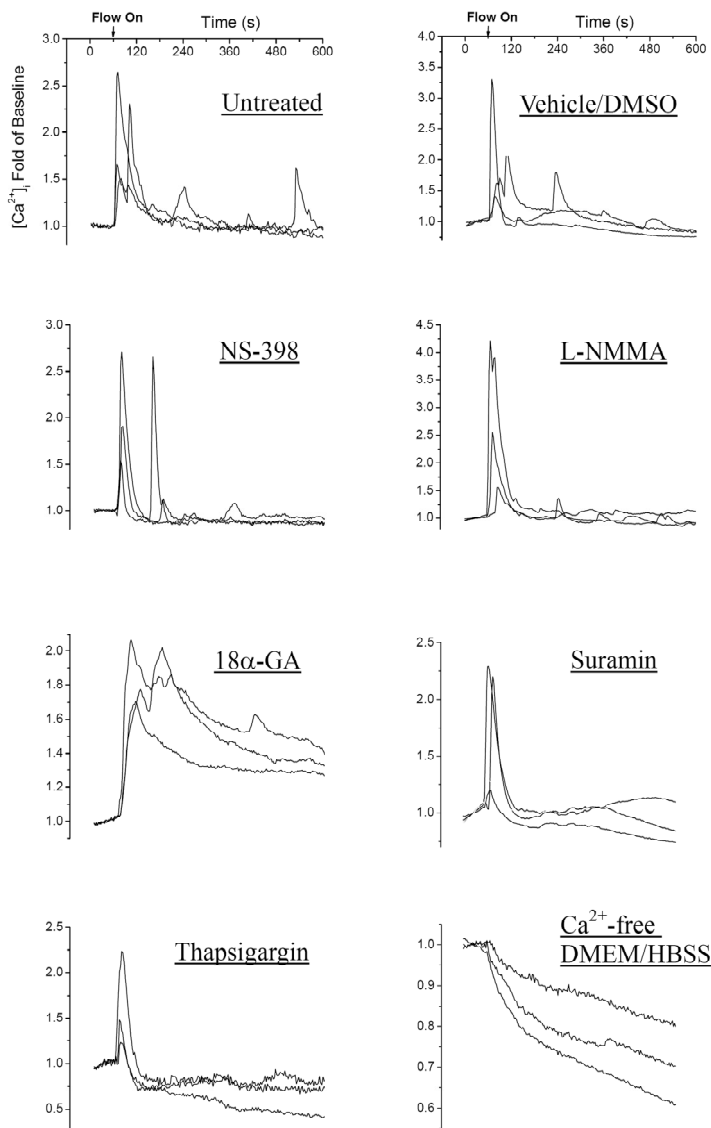 Flow On
Time (s)
0 120 240 360 480 600
[Ca2+]i Fold of Baseline
3.0
2.5
2.0
1.5
1.0
Untreated
Flow On
Time (s)
0 120 240 360 480 600
4.0
3.5
3.0
2.5
2.0
1.5
1.0
Vehicle/DMSO
3.0
2.5
2.0
1.5
1.0
NS-398
4.5
4.0
3.5
3.0
2.5
2.0
1.5
1.0
L-NMMA
2.0
1.8
1.6
1.4
1.2
1.0
18α-GA
2.5
2.0
1.5
1.0
Suramin
2.5
2.0
1.5
1.0
0.5
Thapsigargin
1.0
0.9
0.8
0.7
0.6
Ca2+-free
DMEM/HBSS